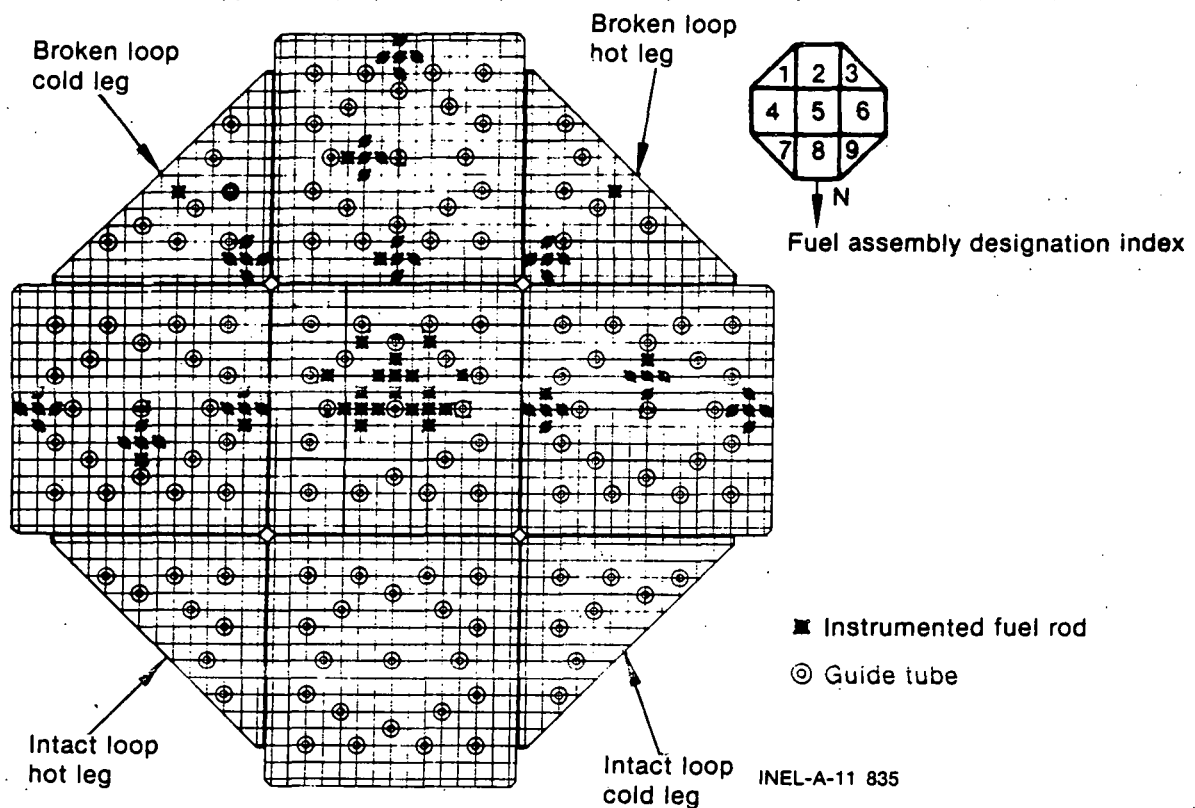 Broken loop
cold leg
Broken loop
hot leg
1 2 3
4 5 6
7 8 9
N
Fuel assembly designation index
Instrumented fuel rod
Guide tube
Intact loop
hot leg
Intact loop
cold leg
INEL-A-11 835